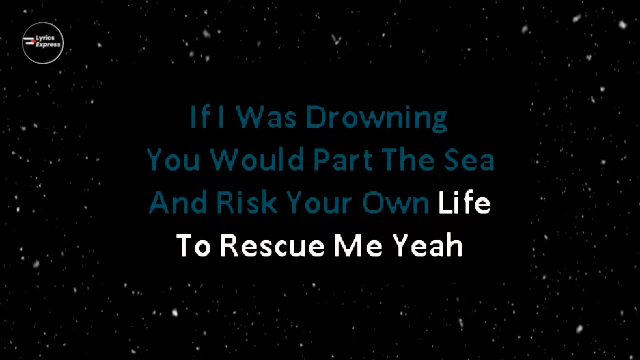 Lyrics
Express
If I Was Drowning
You Would Part The Sea
And Risk Your Own Life
To Rescue Me Yeah